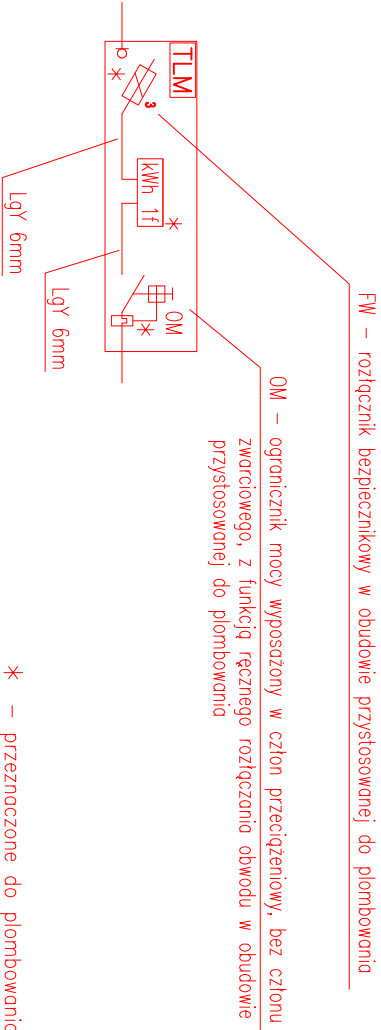 FW – rozłącznik bezpiecznikowy w obudowie przystosowanej do plombowania
TLM
3
kWh 1f
OM
OM – ogranicznik mocy wyposażony w człon przeciążeniowy, bez członu
zwarciowego, z funkcją ręcznego rozłączania obwodu w obudowie
przystosowanej do plombowania
LgY 6mm
LgY 6mm
* – przeznaczone do plombowania